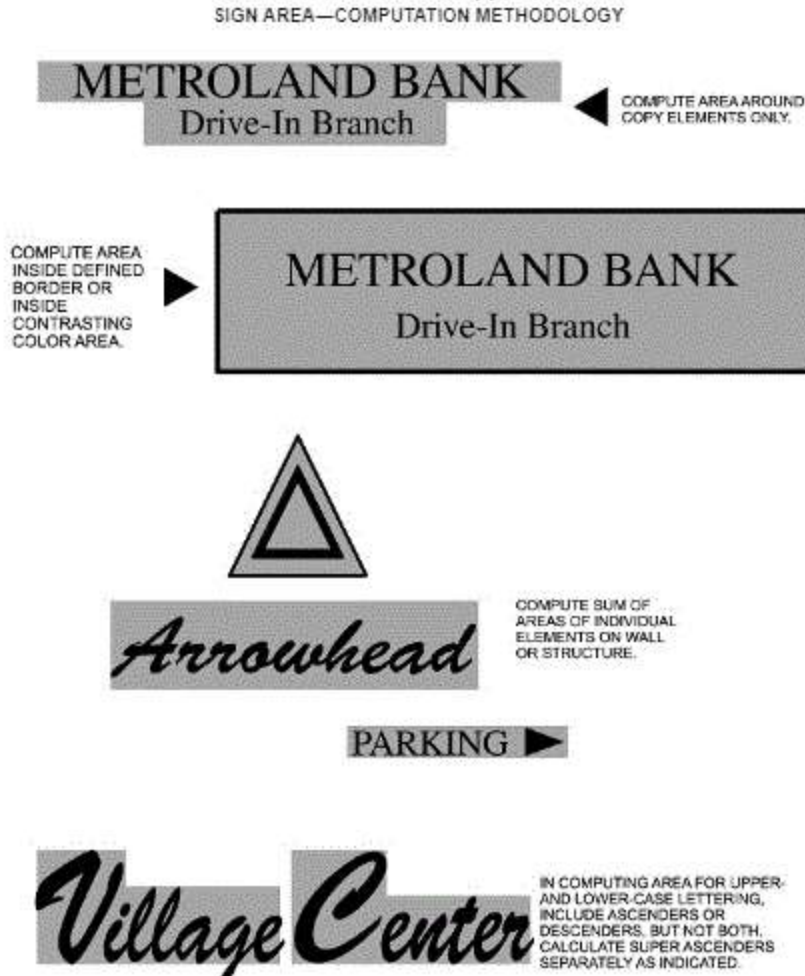 SIGN AREA—COMPUTATION METHODOLOGY
METROLAND BANK
Drive-In Branch
COMPUTE AREA AROUND
COPY ELEMENTS ONLY.
COMPUTE AREA
INSIDE DEFINED
BORDER OR
INSIDE
CONTRASTING
COLOR AREA.
METROLAND BANK
Drive-In Branch
Arrowhead
COMPUTE SUM OF
AREAS OF INDIVIDUAL
ELEMENTS ON WALL
OR STRUCTURE.
PARKING
Village Center
IN COMPUTING AREA FOR UPPER-
AND LOWER-CASE LETTERING,
INCLUDE ASCENDERS OR
DESCENDERS, BUT NOT BOTH.
CALCULATE SUPER ASCENDERS
SEPARATELY AS INDICATED.